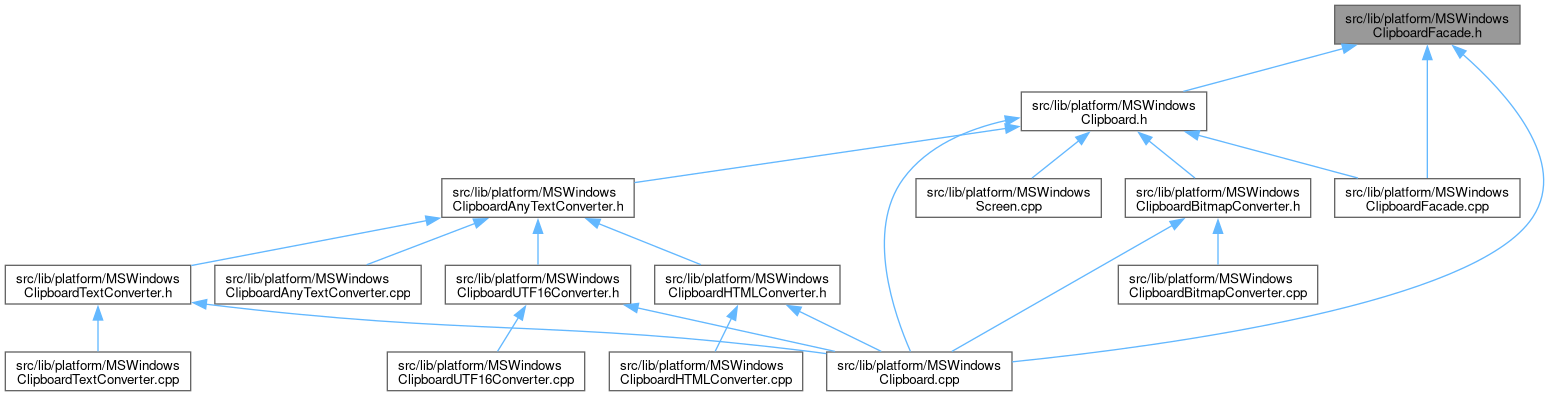 src/lib/platform/MSWindows
ClipboardFacade.h
src/lib/platform/MSWindows
Clipboard.h
src/lib/platform/MSWindows
ClipboardAnyTextConverter.h
src/lib/platform/MSWindows
Screen.cpp
src/lib/platform/MSWindows
ClipboardBitmapConverter.h
src/lib/platform/MSWindows
ClipboardFacade.cpp
src/lib/platform/MSWindows
ClipboardTextConverter.h
src/lib/platform/MSWindows
ClipboardAnyTextConverter.cpp
src/lib/platform/MSWindows
ClipboardUTF16Converter.h
src/lib/platform/MSWindows
ClipboardHTMLConverter.h
src/lib/platform/MSWindows
ClipboardBitmapConverter.cpp
src/lib/platform/MSWindows
ClipboardTextConverter.cpp
src/lib/platform/MSWindows
ClipboardUTF16Converter.cpp
src/lib/platform/MSWindows
ClipboardHTMLConverter.cpp
src/lib/platform/MSWindows
Clipboard.cpp